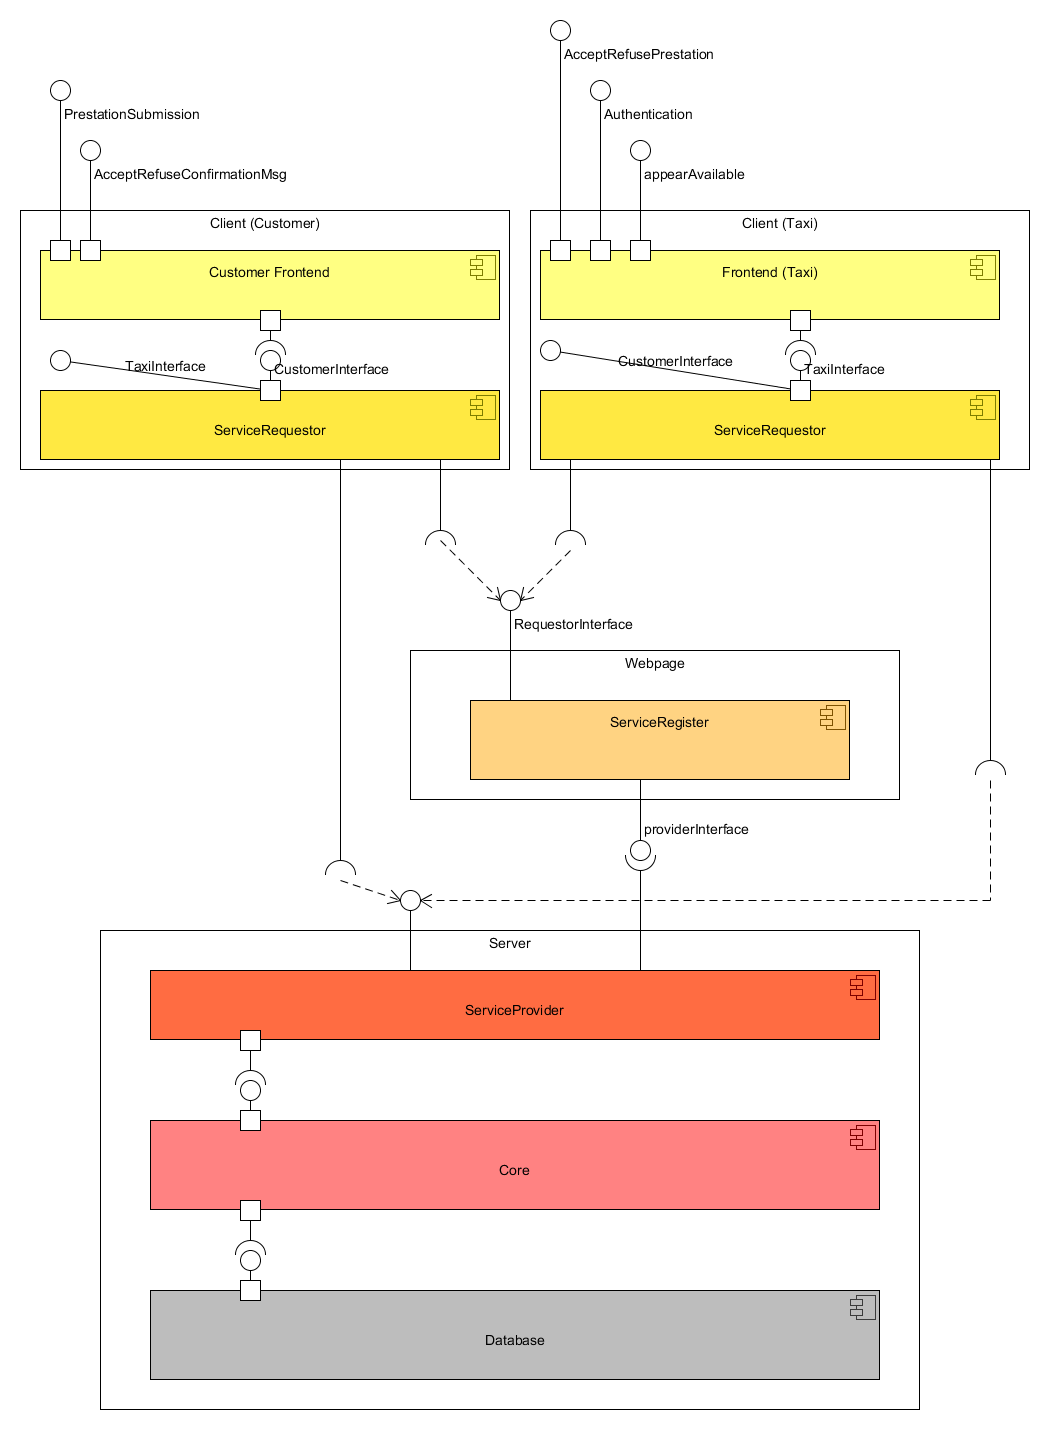 AcceptRefusePrestation
PrestationSubmission
Authentication
AcceptRefuseConfirmationMsg
appearAvailable
Client (Customer)
Client (Taxi)
Customer Frontend
Frontend (Taxi)
TaxiInterface
CustomerInterface
CustomerInterface
TaxiInterface
ServiceRequestor
ServiceRequestor
RequestorInterface
Webpage
ServiceRegister
providerInterface
Server
ServiceProvider
Core
Database